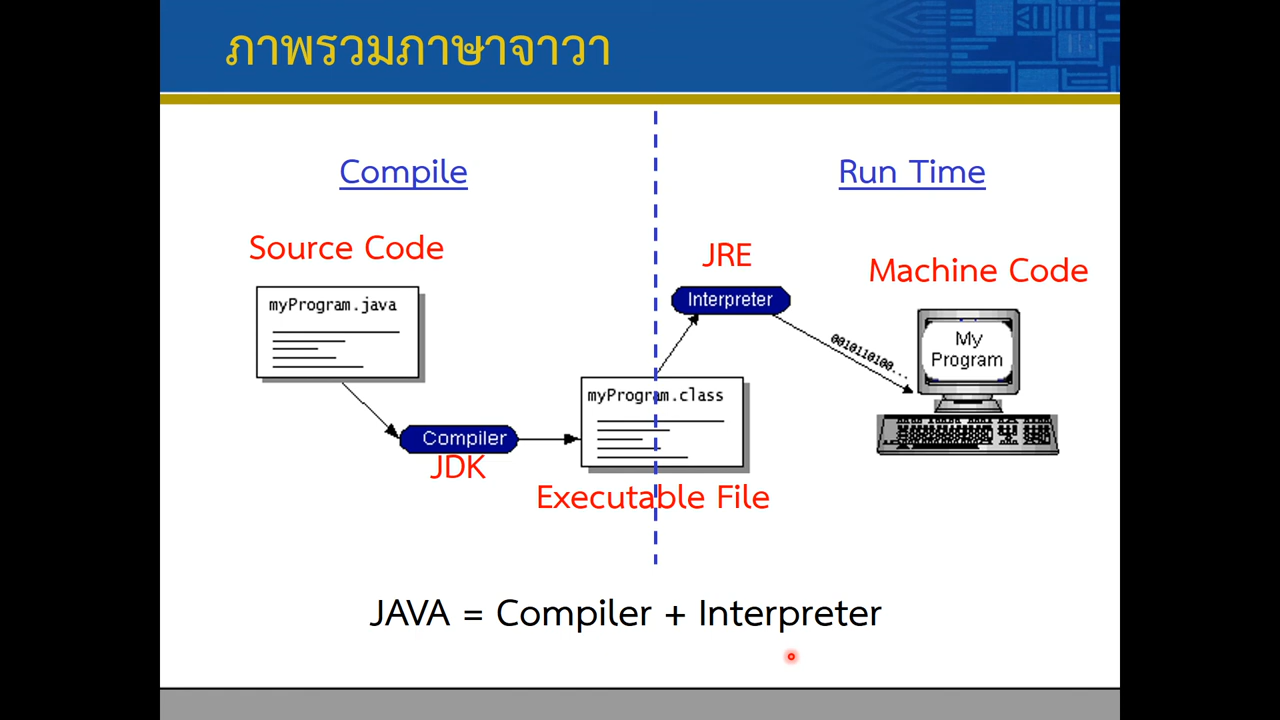 ภาพรวมภาษาจาวา
Compile
Run Time
Source Code
JRE
Machine Code
myProgram.java
Interpreter
0010110100...
My
Program
myProgram.class
Compiler
JDK
Executable File
JAVA = Compiler + Interpreter